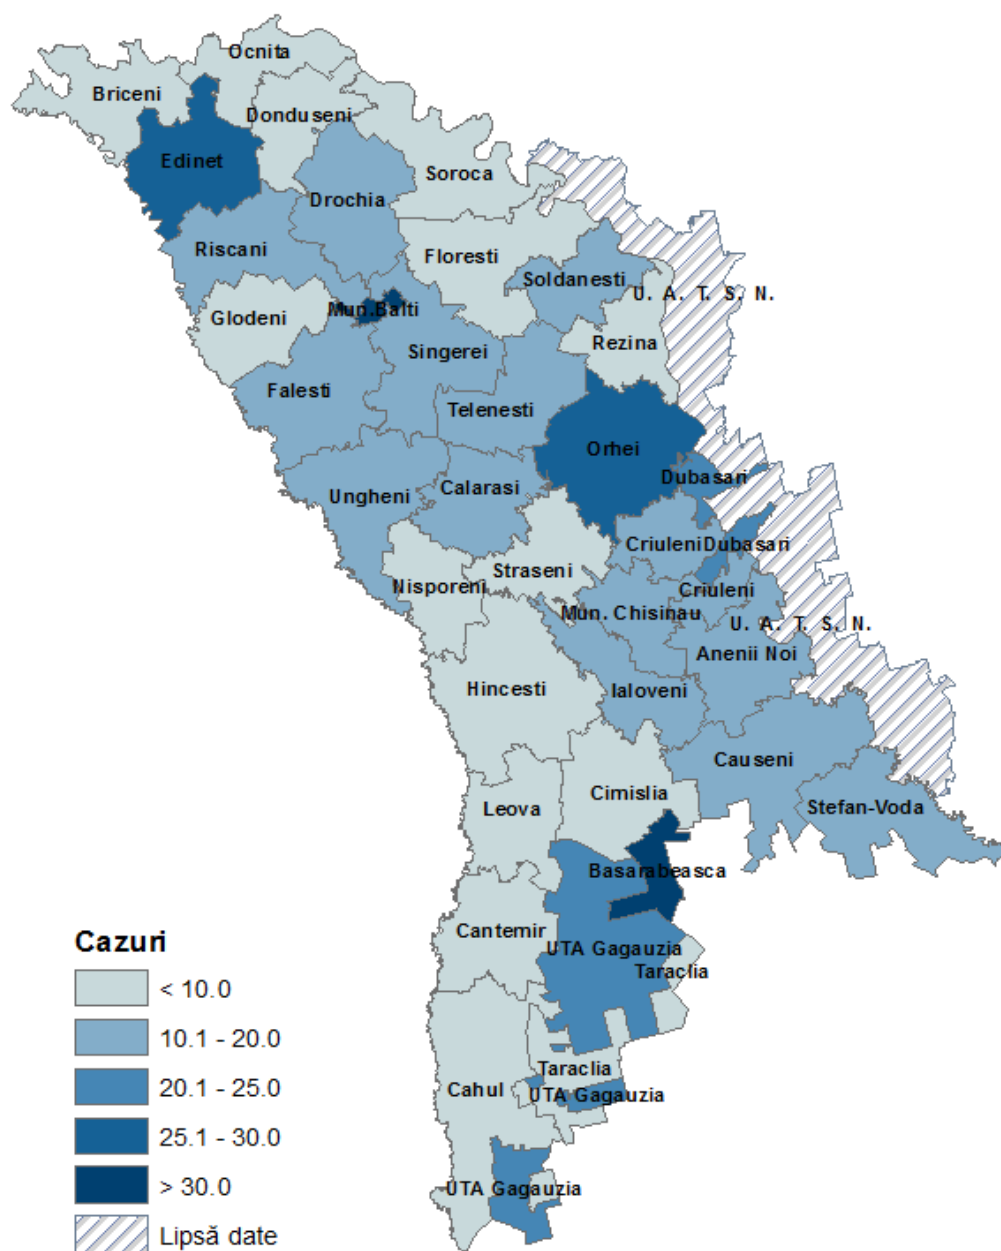 Ocnita
Briceni
Donduseni
Edinet
Soroca
Drochia
Riscani
Floresti
Soldanesti
U. A. T. S. N.
Mun.Balti
Glodeni
Rezina
Singerei
Falesti
Telenesti
Orhei
Dubasari
Calarasi
Ungheni
Criuleni
Dubasari
Straseni
Nisporeni
Criuleni
Mun. Chisinau
U. A. T. S. N.
Anenii Noi
Hincesti
Ialoveni
Causeni
Cimislia
Leova
Stefan-Voda
Basarabeasca
Cantemir
UTA Gagauzia
Taraclia
Taraclia
Cahul
UTA Gagauzia
UTA Gagauzia
Cazuri
< 10.0
10.1 - 20.0
20.1 - 25.0
25.1 - 30.0
> 30.0
Lipsă date